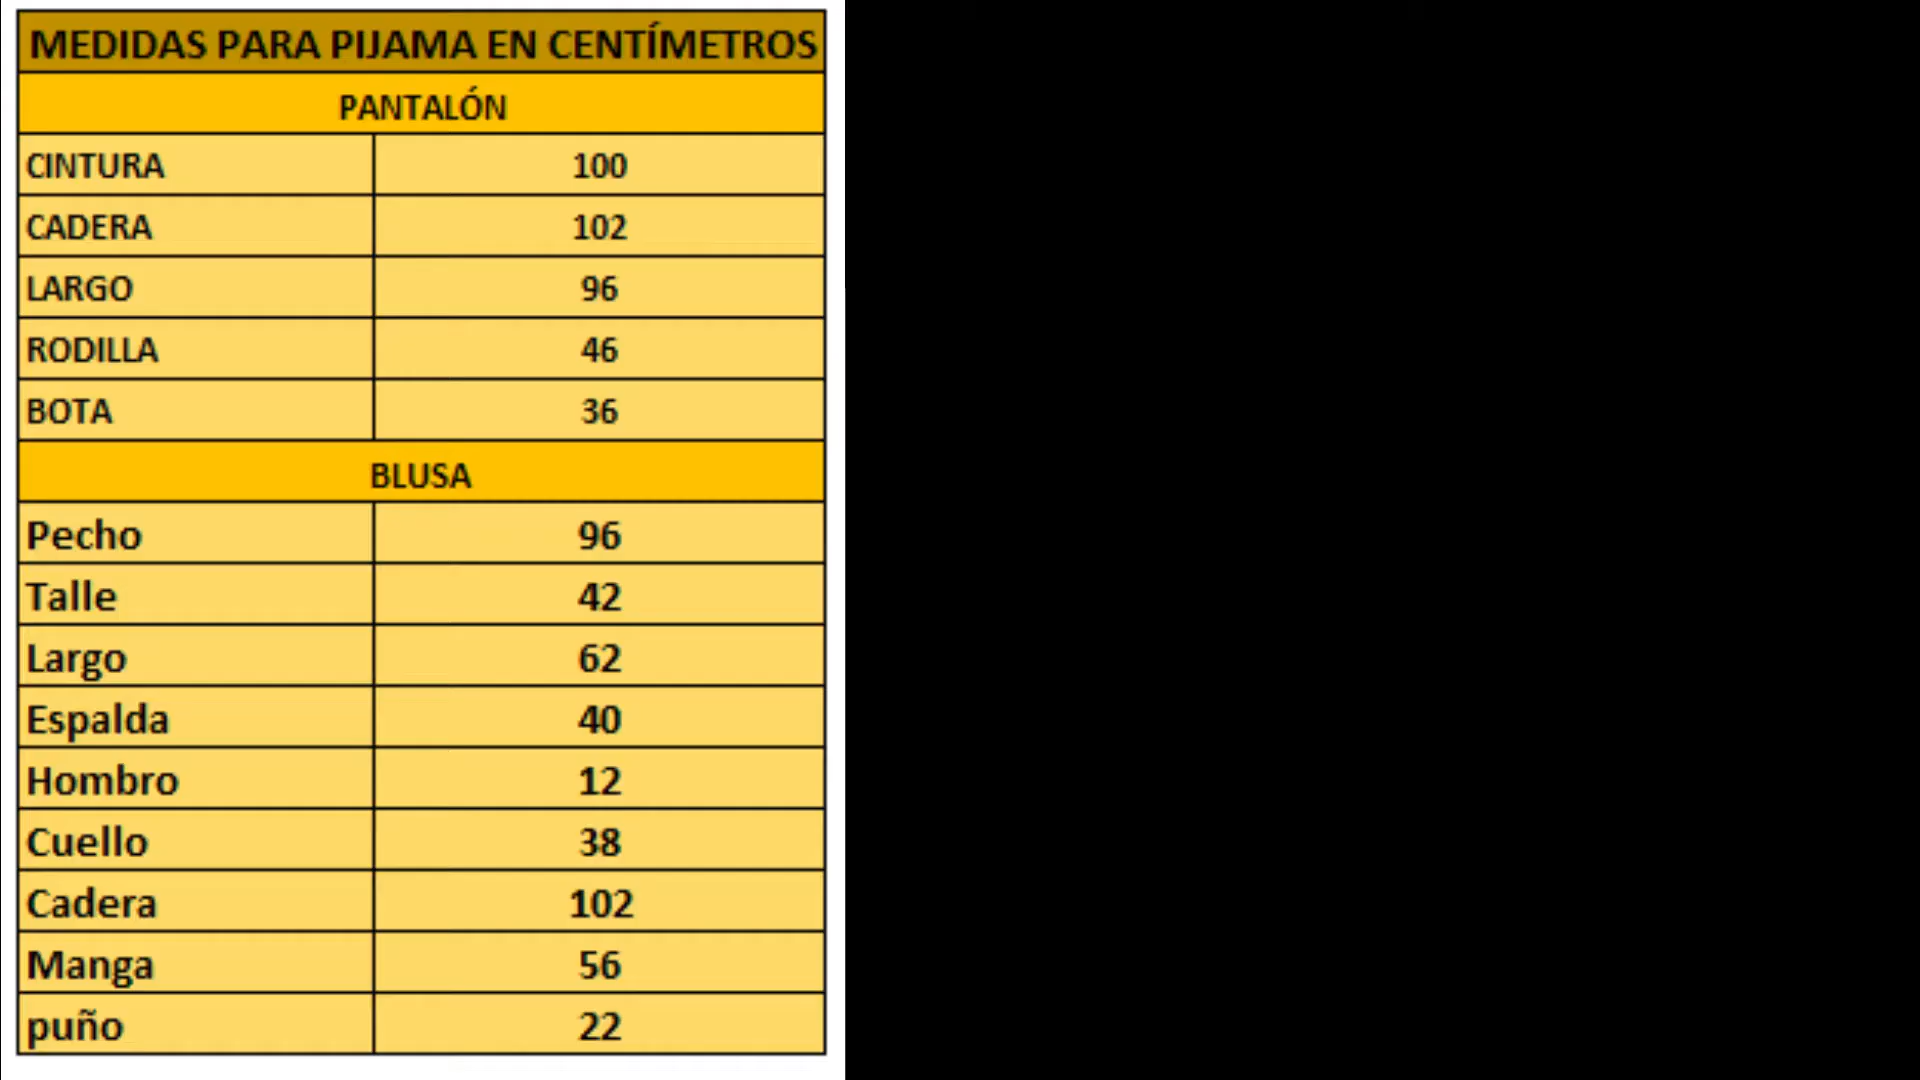 MEDIDAS PARA PIJAMA EN CENTÍMETROS
PANTALÓN
CINTURA 100
CADERA 102
LARGO 96
RODILLA 46
BOTA 36
BLUSA
Pecho 96
Talle 42
Largo 62
Espalda 40
Hombro 12
Cuello 38
Cadera 102
Manga 56
puño 22